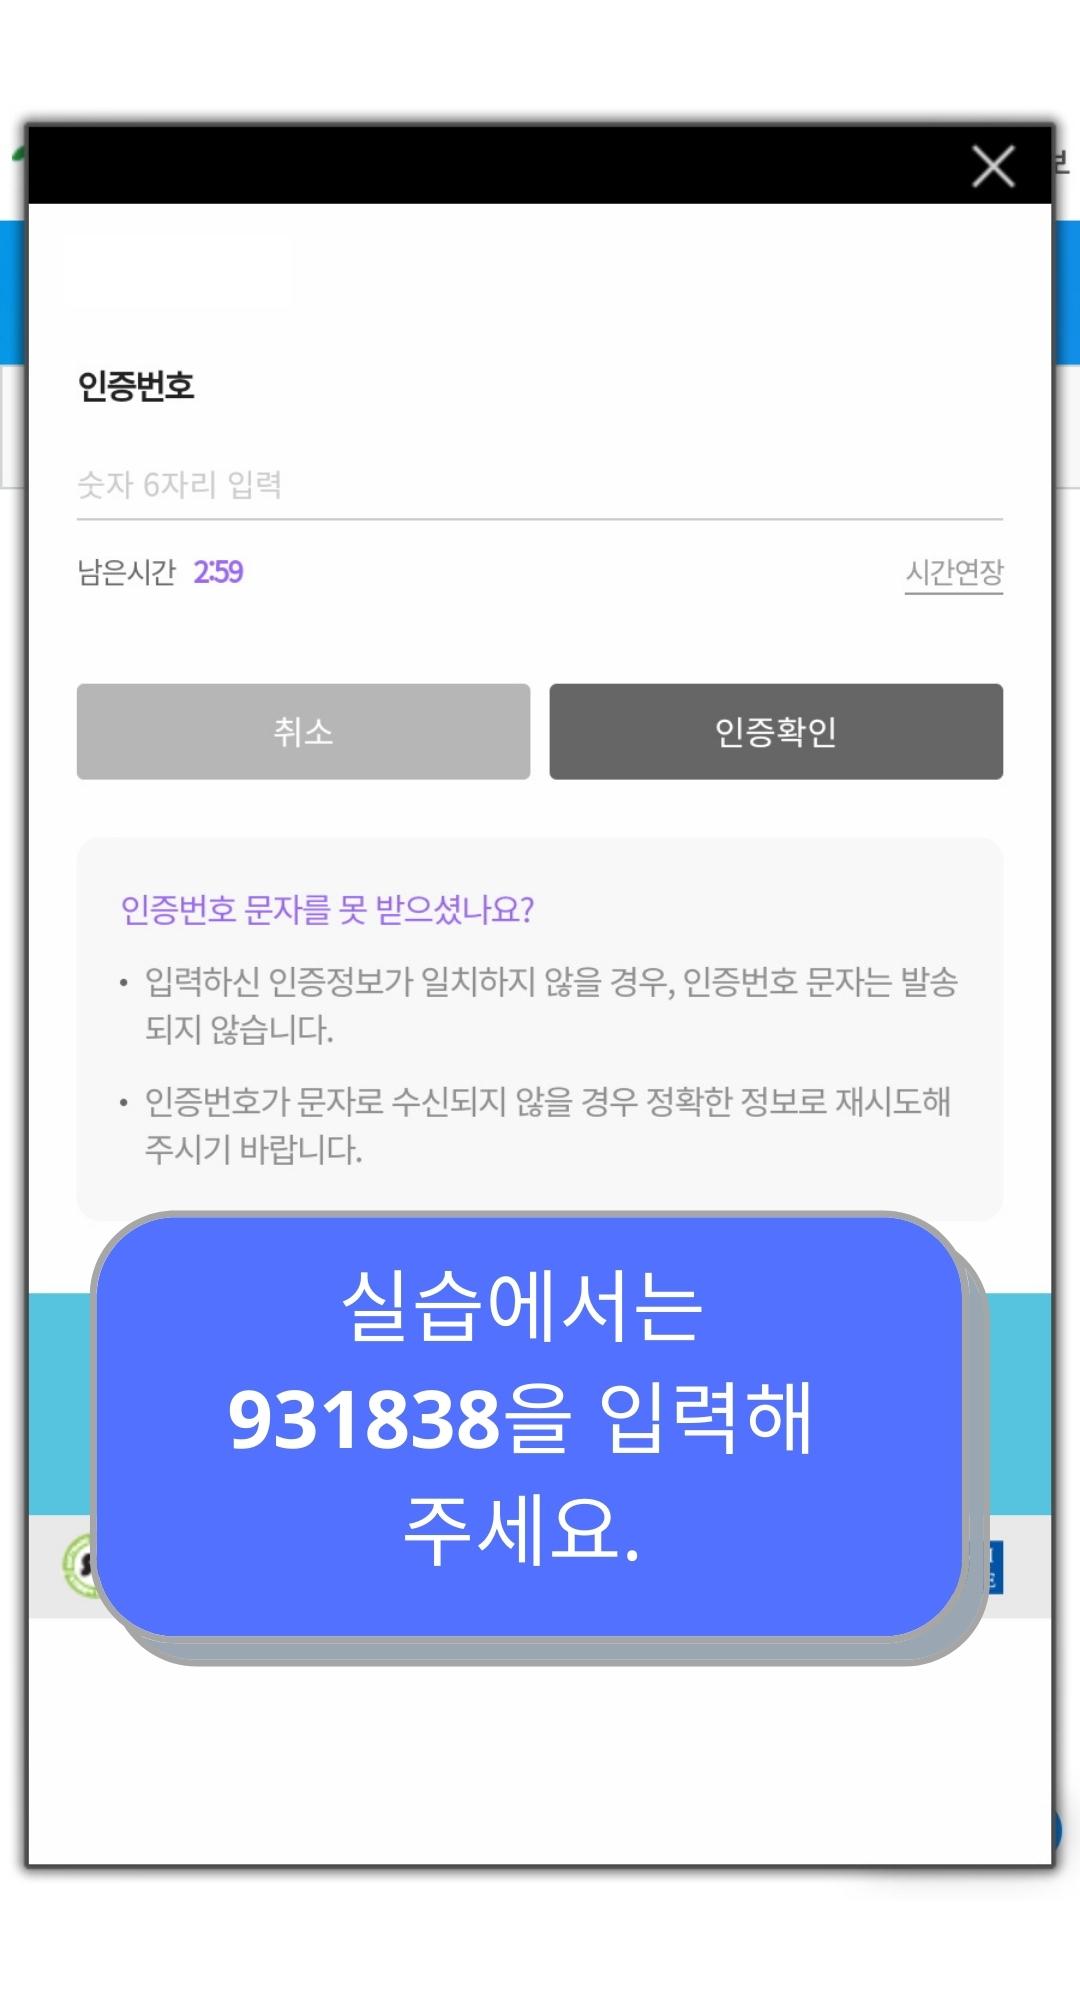 인증번호
숫자 6자리 입력
남은시간 2:59
시간연장
취소
인증확인
인증번호 문자를 못 받으셨나요?
• 입력하신 인증정보가 일치하지 않을 경우, 인증번호 문자는 발송
되지 않습니다.
• 인증번호가 문자로 수신되지 않을 경우 정확한 정보로 재시도해
주시기 바랍니다.
실습에서는
931838을 입력해
주세요.